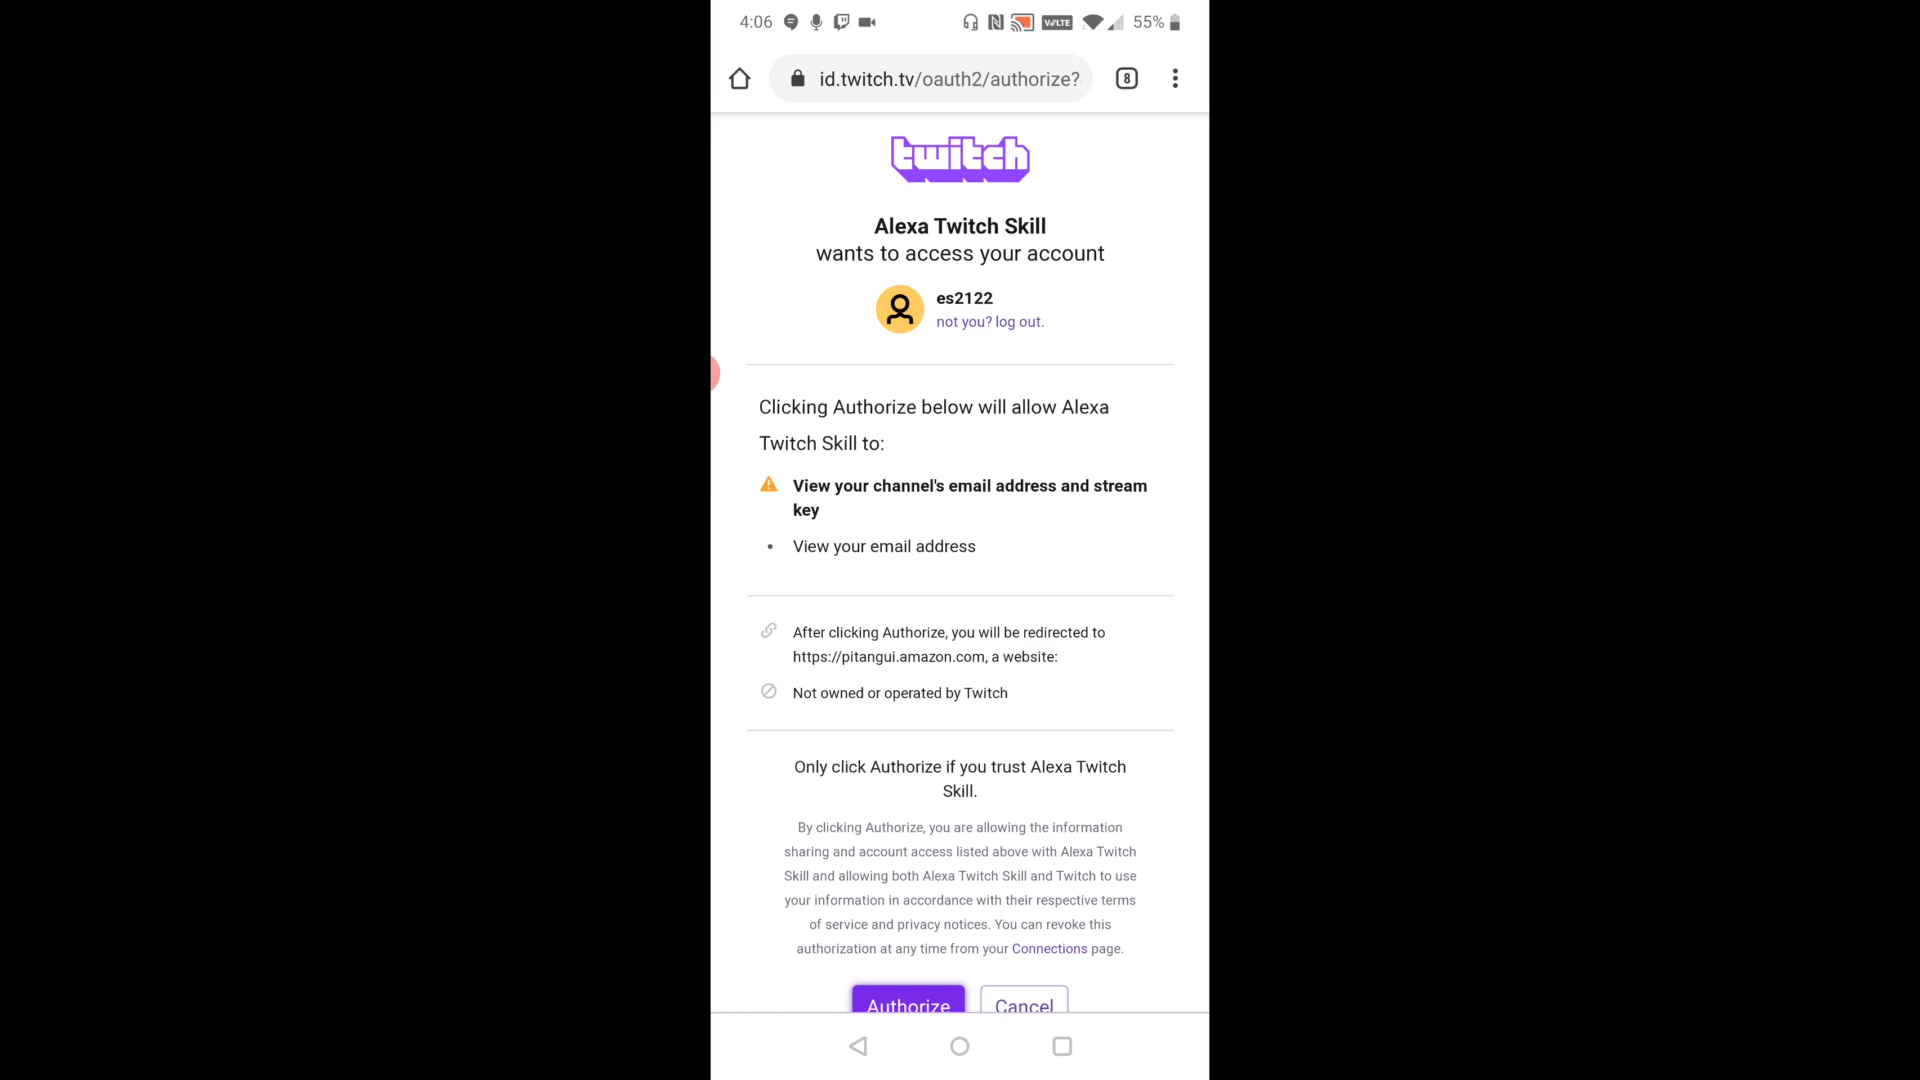 4:06 VoLTE 55%
id.twitch.tv/oauth2/authorize? 8
twitch
Alexa Twitch Skill
wants to access your account
es2122
not you? log out.
Clicking Authorize below will allow Alexa
Twitch Skill to:
View your channel's email address and stream
key
• View your email address
After clicking Authorize, you will be redirected to
https://pitangui.amazon.com, a website:
Not owned or operated by Twitch
Only click Authorize if you trust Alexa Twitch
Skill.
By clicking Authorize, you are allowing the information
sharing and account access listed above with Alexa Twitch
Skill and allowing both Alexa Twitch Skill and Twitch to use
your information in accordance with their respective terms
of service and privacy notices. You can revoke this
authorization at any time from your Connections page.
Authorize Cancel